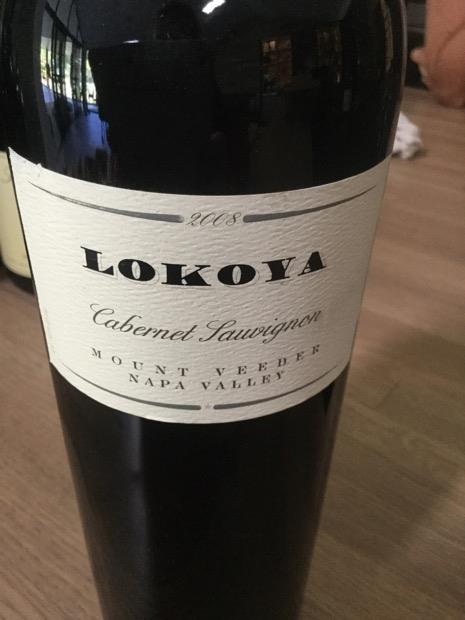 2008
LOKOYA
Cabernet Sauvignon
MOUNT VEEDER
NAPA VALLEY